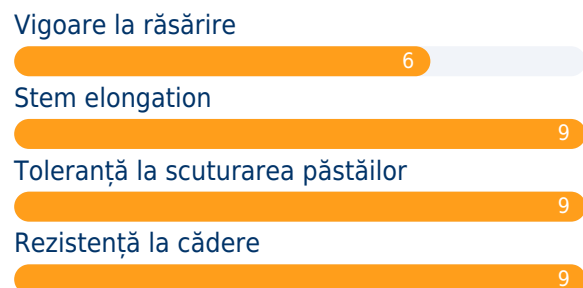 Vigoare la răsărire
6
Stem elongation
9
Toleranță la scuturarea păstăilor
9
Rezistență la cădere
9